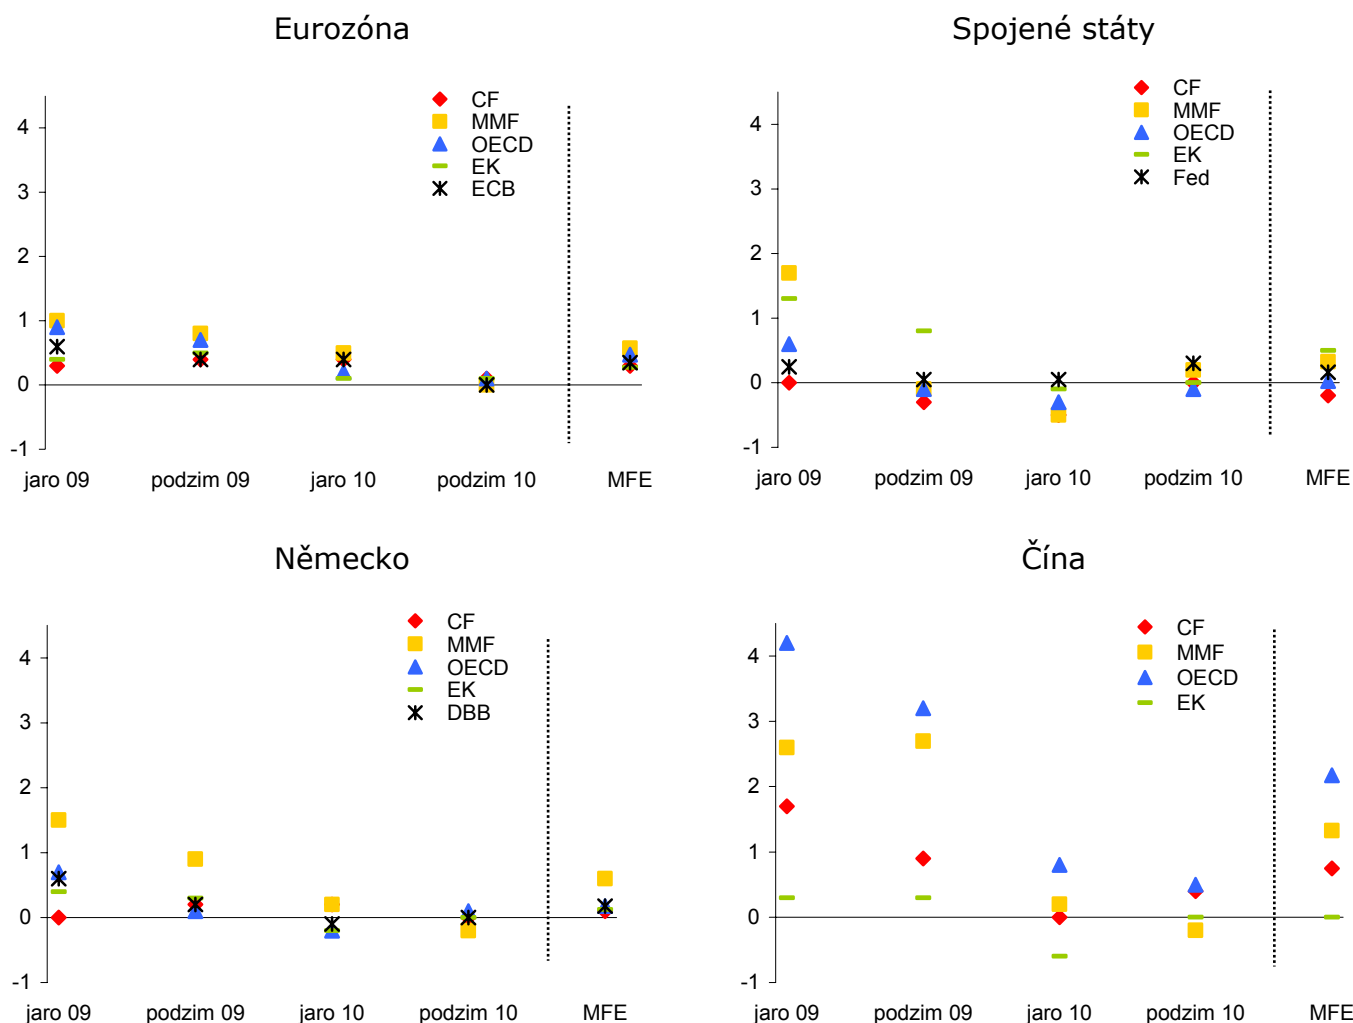 Eurozóna
CF
MMF
OECD
EK
ECB
4
3
2
1
0
-1
jaro 09 podzim 09 jaro 10 podzim 10 MFE
Spojené státy
CF
MMF
OECD
EK
Fed
4
3
2
1
0
-1
jaro 09 podzim 09 jaro 10 podzim 10 MFE
Německo
CF
MMF
OECD
EK
DBB
4
3
2
1
0
-1
jaro 09 podzim 09 jaro 10 podzim 10 MFE
Čína
CF
MMF
OECD
EK
4
3
2
1
0
-1
jaro 09 podzim 09 jaro 10 podzim 10 MFE